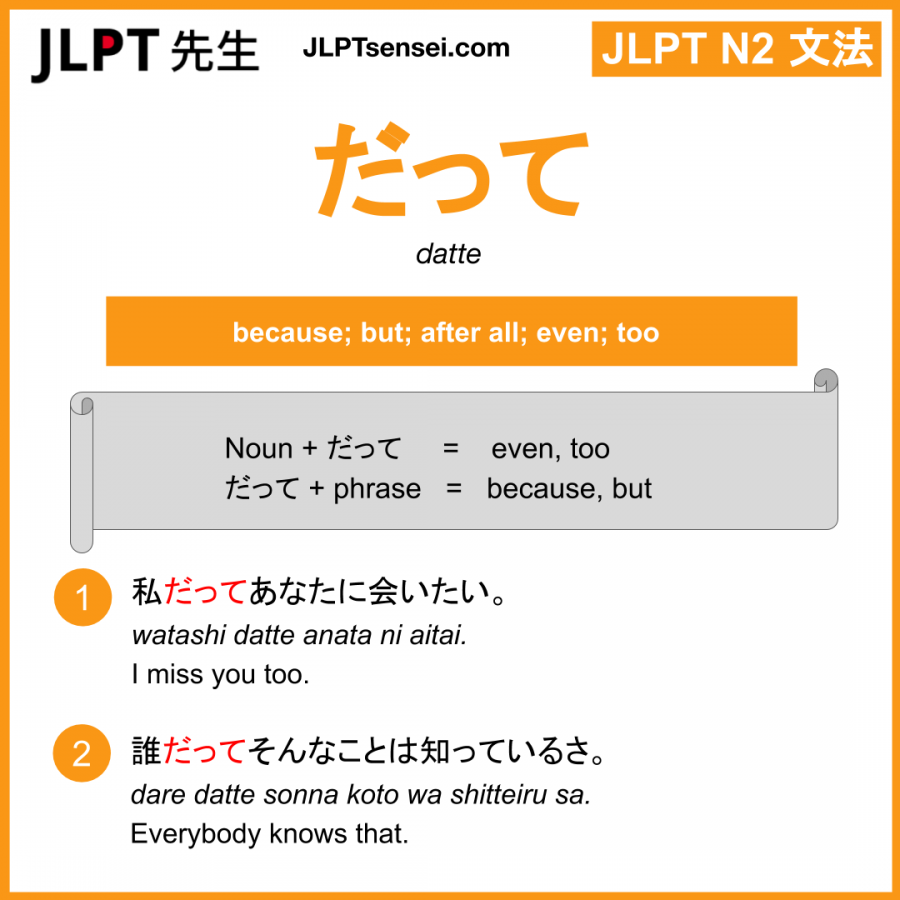 JLPT 先生
JLPTsensei.com
JLPT N2 文法
だって
datte
because; but; after all; even; too
Noun + だって = even, too
だって + phrase = because, but
1
私だってあなたに会いたい。
watashi datte anata ni aitai.
I miss you too.
2
誰だってそんなことは知っているさ。
dare datte sonna koto wa shitteiru sa.
Everybody knows that.